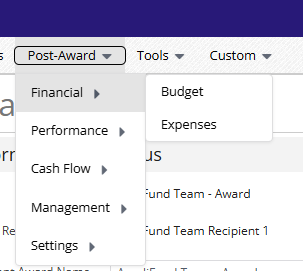 s Post-Award Tools Custom
a
Financial Budget
Expenses
Performance us
Cash Flow Fund Team - Award
Re Management Fund Team Recipient 1
Settings